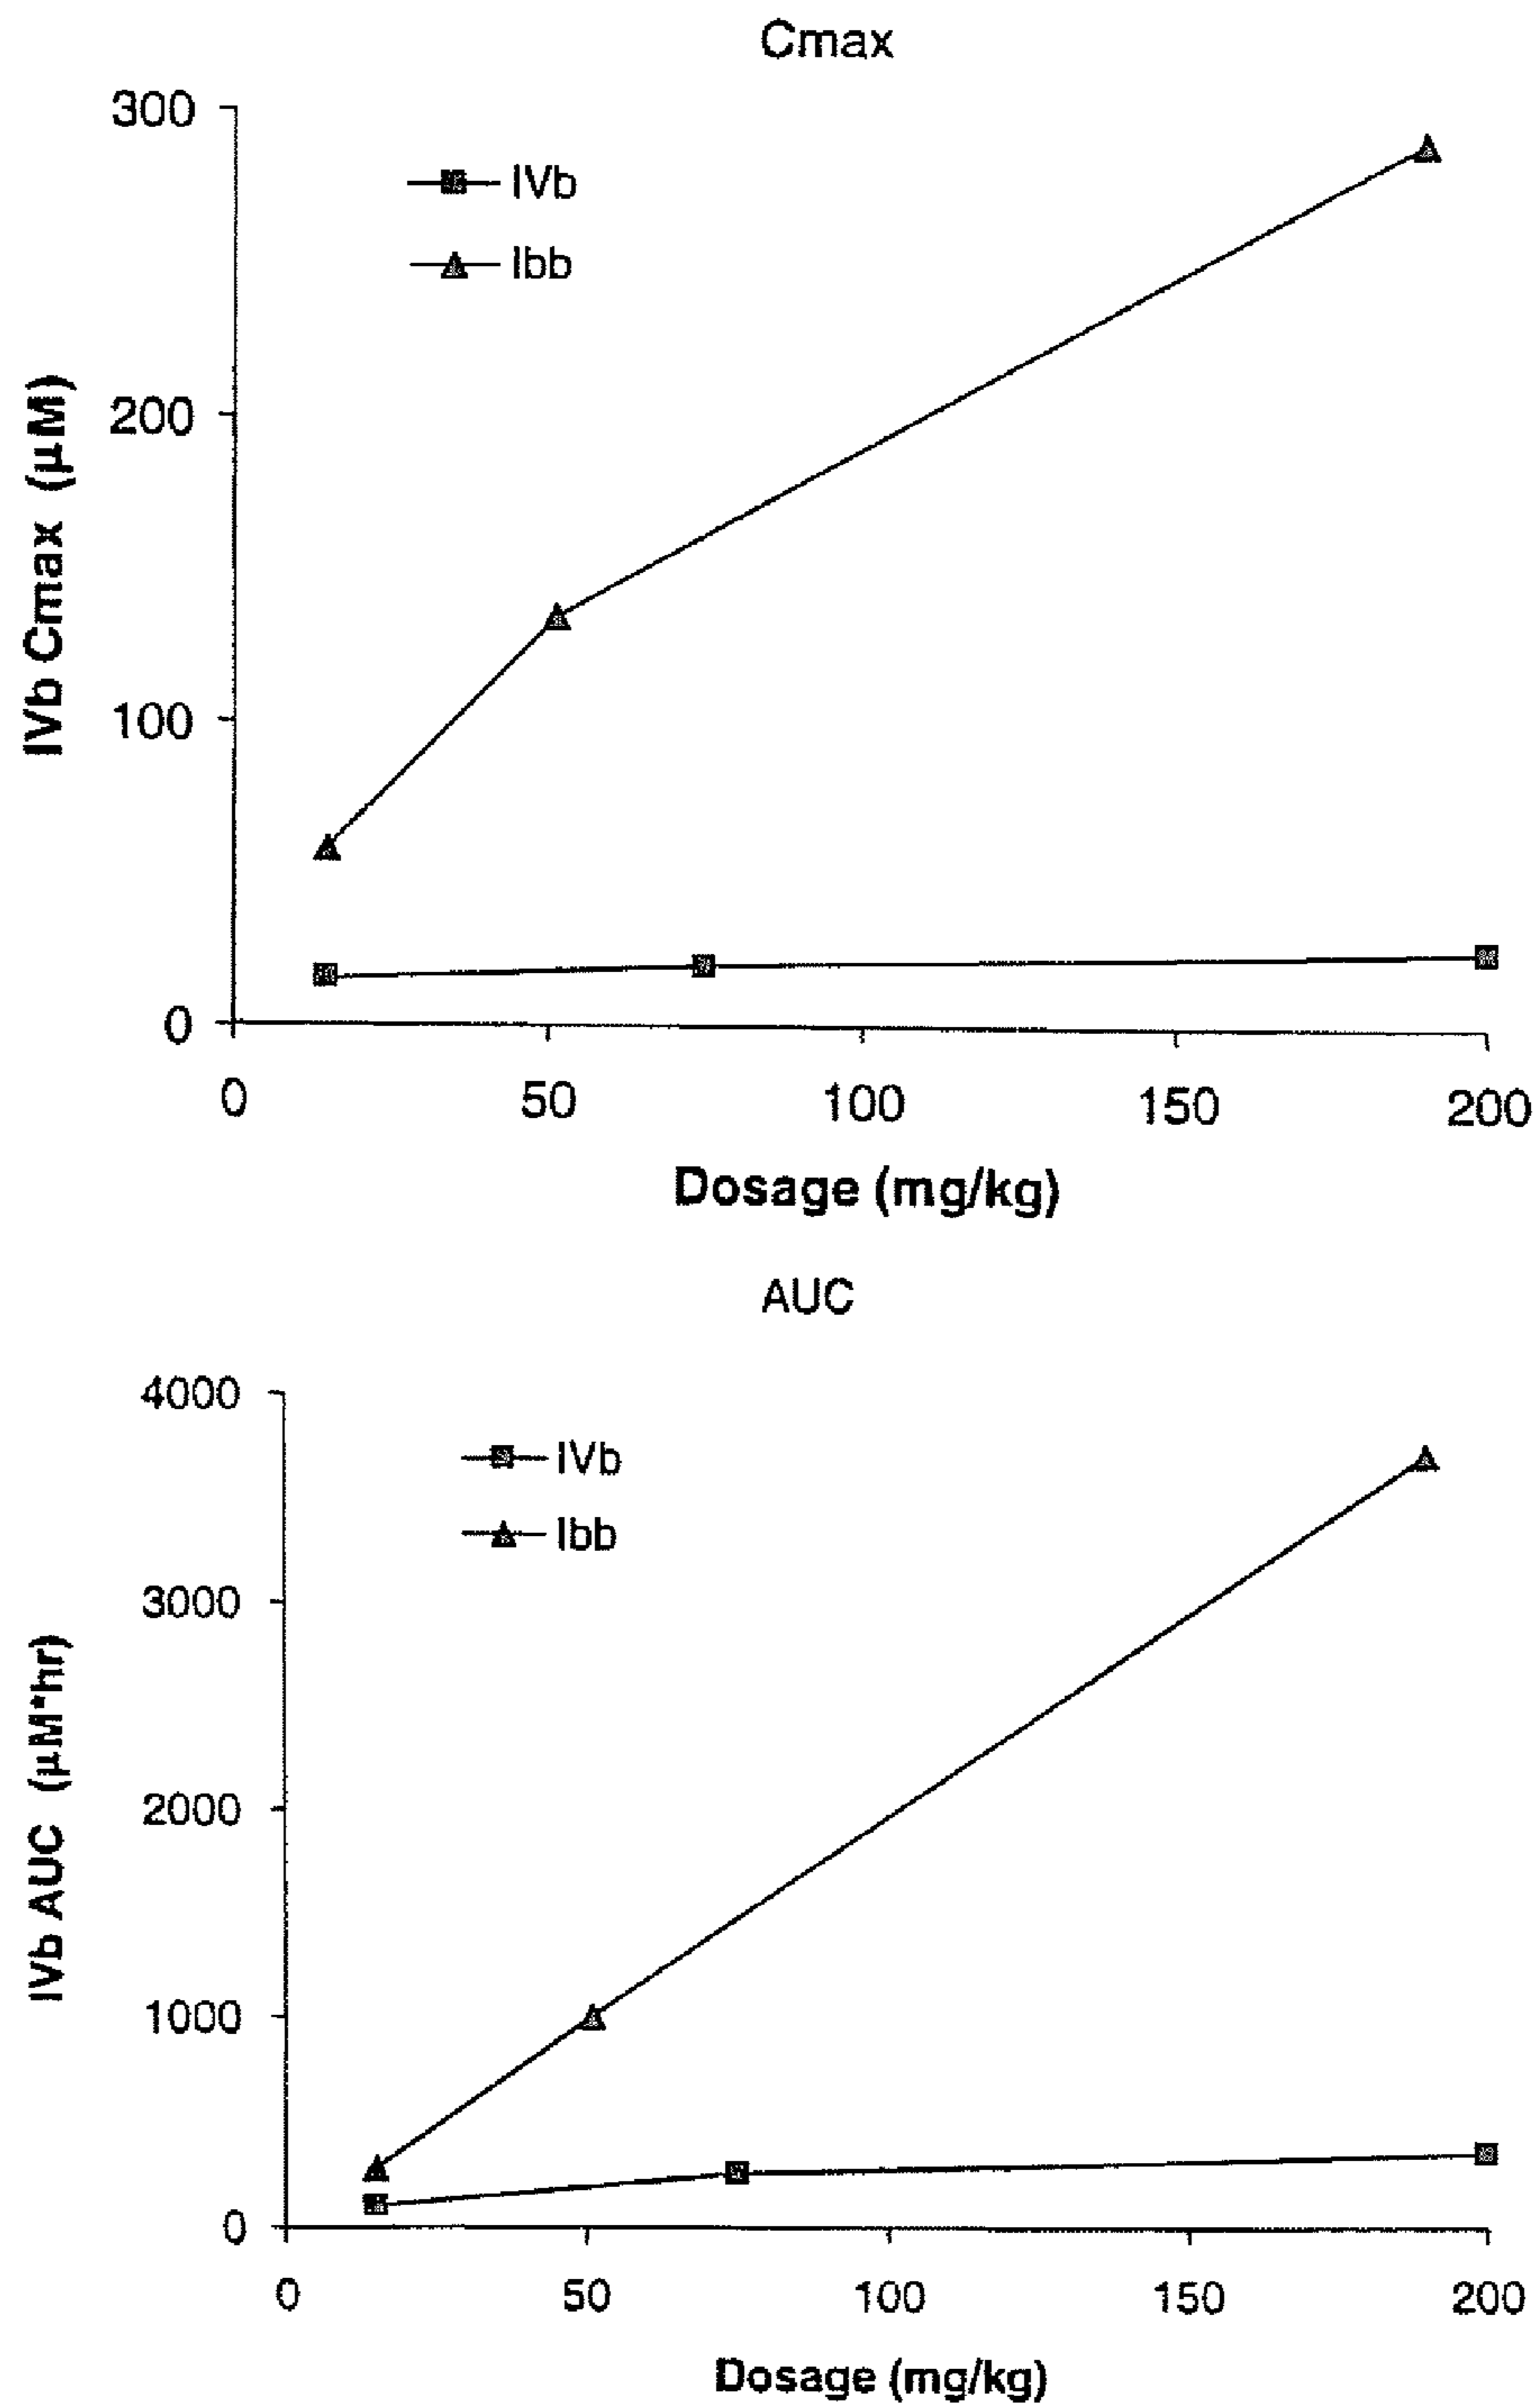 Cmax
300
200
100
0
IVb
Ibb
IVb Cmax (µM)
0 50 100 150 200
Dosage (mg/kg)
AUC
4000
3000
2000
1000
0
IVb
Ibb
IVb AUC (µM*hr)
0 50 100 150 200
Dosage (mg/kg)